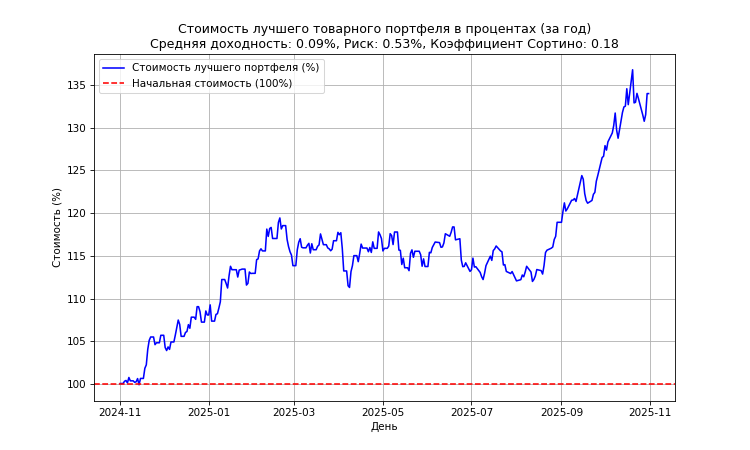 Стоимость лучшего товарного портфеля в процентах (за год)
Средняя доходность: 0.09%, Риск: 0.53%, Коэффициент Сортино: 0.18
Стоимость лучшего портфеля (%)
Начальная стоимость (100%)
Стоимость (%)
135
130
125
120
115
110
105
100
2024-11
2025-01
2025-03
2025-05
2025-07
2025-09
2025-11
День